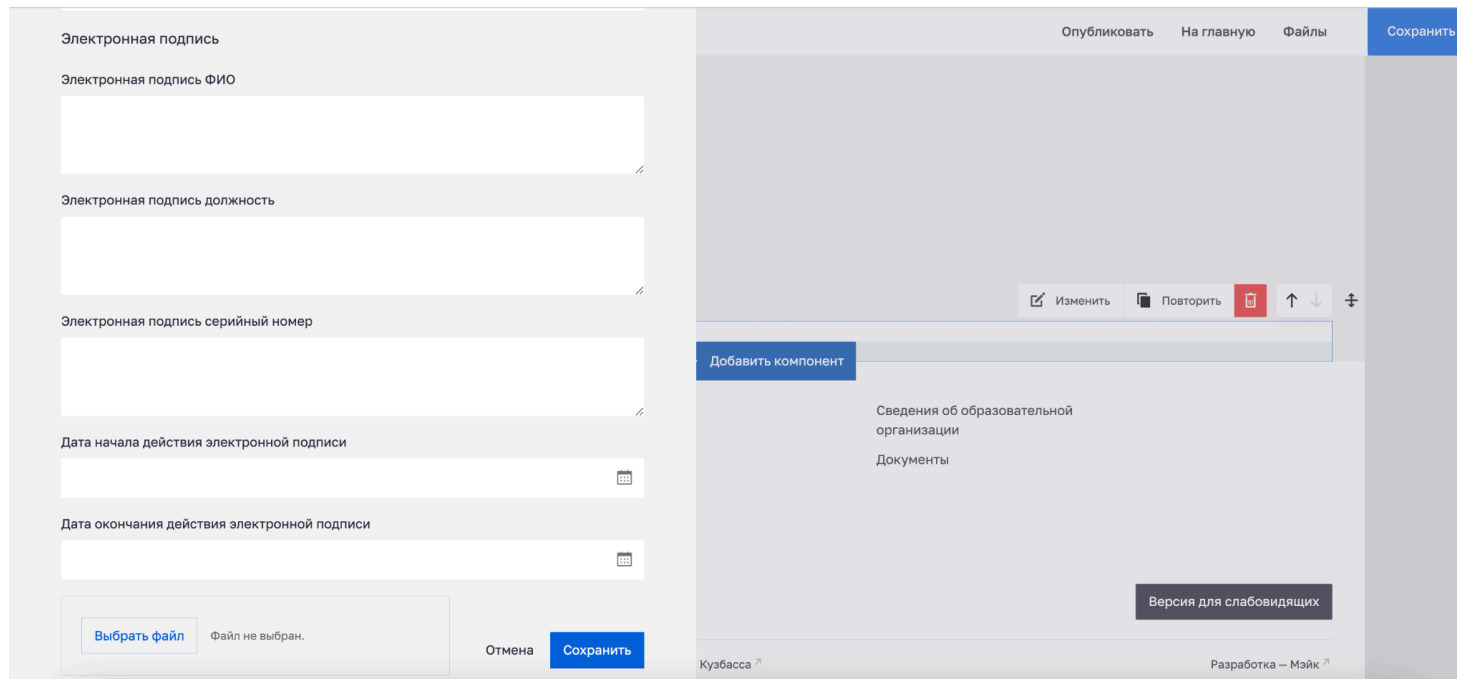 Электронная подпись
Электронная подпись ФИО
Электронная подпись должность
Электронная подпись серийный номер
Дата начала действия электронной подписи
Дата окончания действия электронной подписи
Выбрать файл Файл не выбран.
Отмена Сохранить
Опубликовать На главную Файлы Сохранить
Изменить Повторить
Добавить компонент
Сведения об образовательной
организации
Документы
Версия для слабовидящих
Кузбасса Разработка — Мэйк